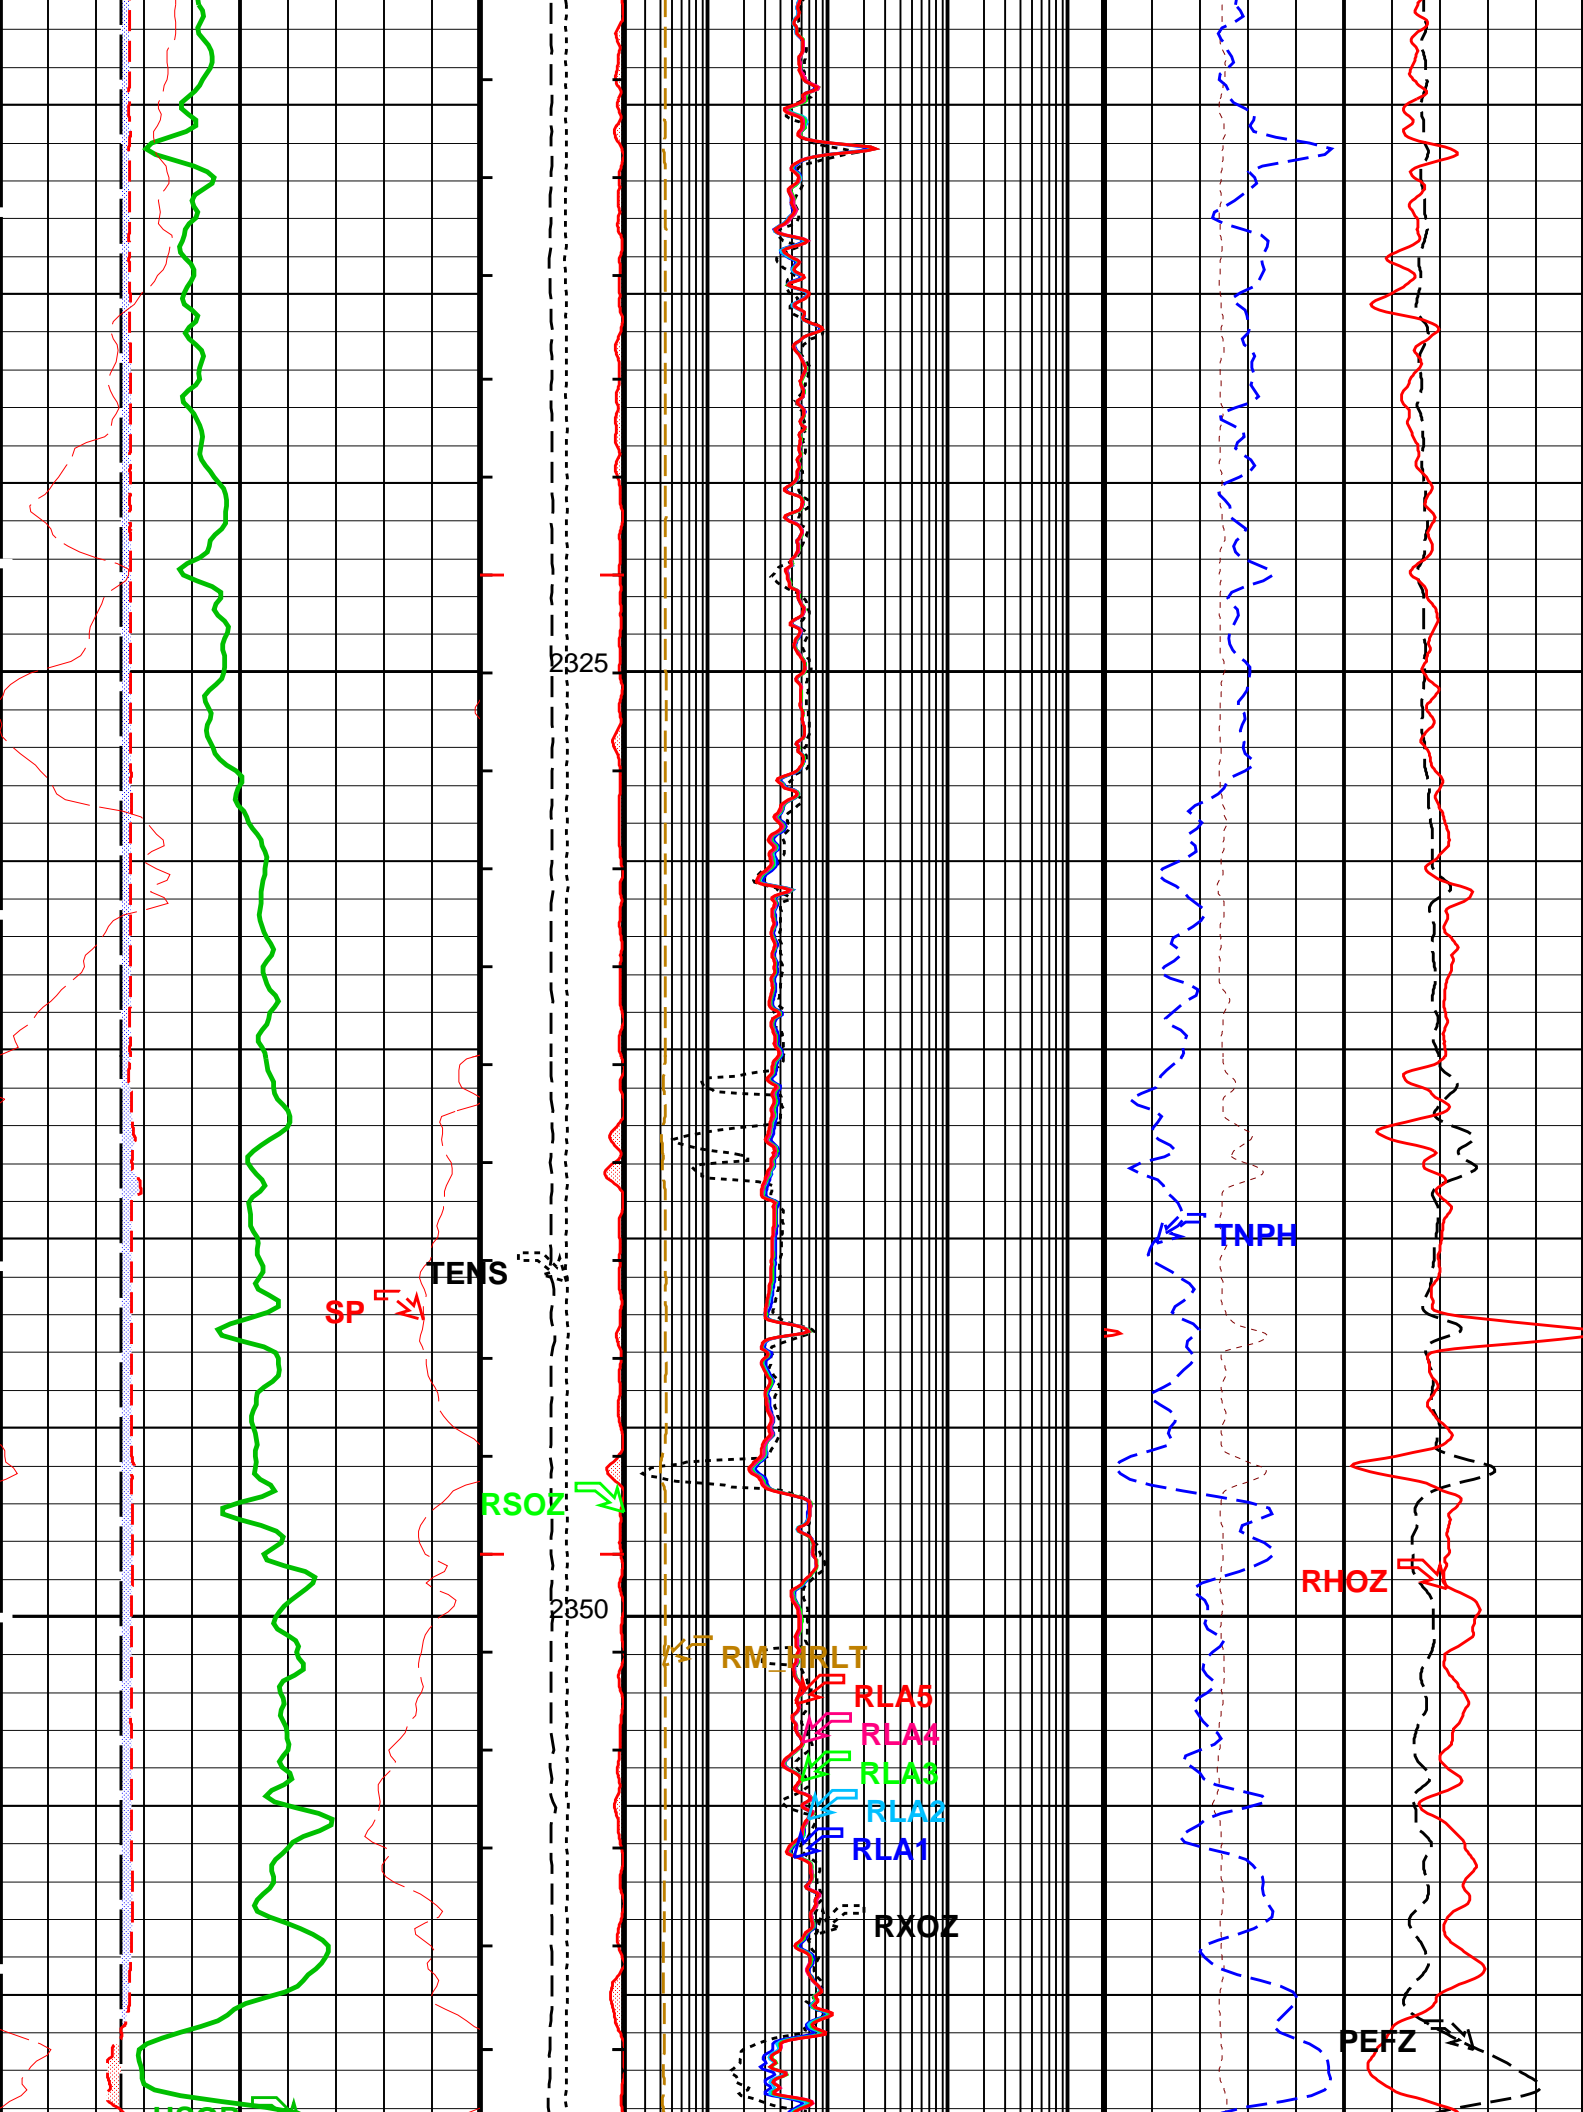 2325
TNPH
TENS
SP
RSOZ
RHOZ
2350
RM_HRLT
RLA5
RLA4
RLA3
RLA2
RLA1
RXOZ
PEFZ